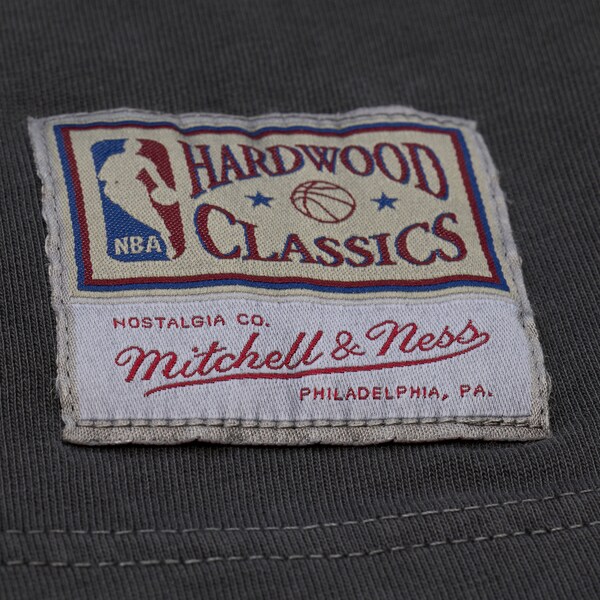 HARDWOOD
NBA CLASSICS
NOSTALGIA CO.
Mitchell & Ness
PHILADELPHIA, PA.